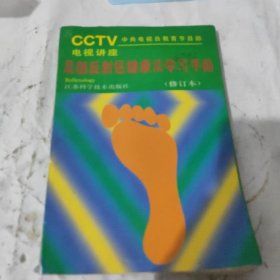 CCTV 中央电视台教育节目部
电视讲座
足部反射区健康法学习手册
Reflexology
(修订本)
江苏科学技术出版社